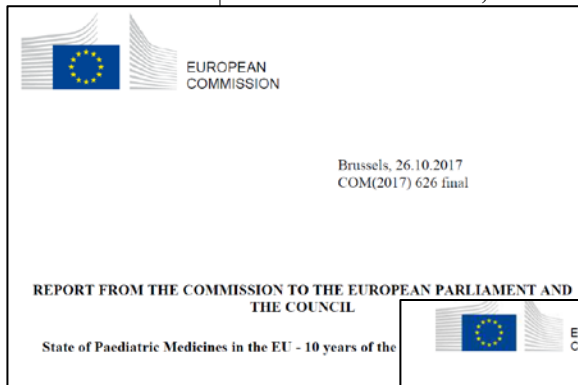 EUROPEAN
COMMISSION
Brussels, 26.10.2017
COM(2017) 626 final
REPORT FROM THE COMMISSION TO THE EUROPEAN PARLIAMENT AND
THE COUNCIL
State of Paediatric Medicines in the EU - 10 years of the